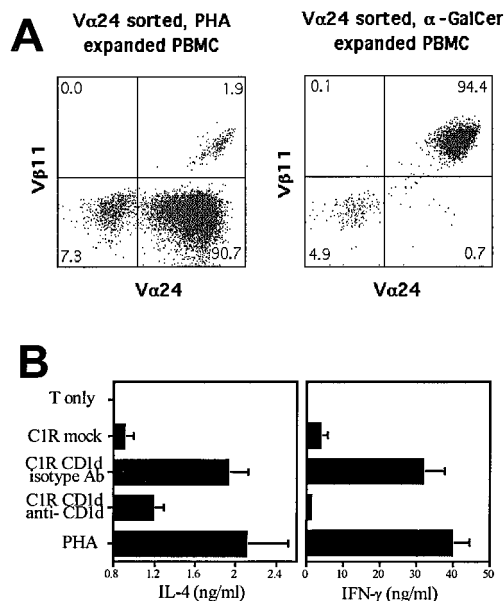 A
Vα24 sorted, PHA
expanded PBMC
Vα24 sorted, α-GalCer
expanded PBMC
0.0
1.9
7.3
90.7
Vβ11
Vα24
0.1
94.4
4.9
0.7
Vα24
B
T only
C1R mock
C1R CD1d
isotype Ab
C1R CD1d
anti- CD1d
PHA
0.8 1.2 1.6 2 2.4
IL-4 (ng/ml)
0 10 20 30 40 50
IFN-γ (ng/ml)